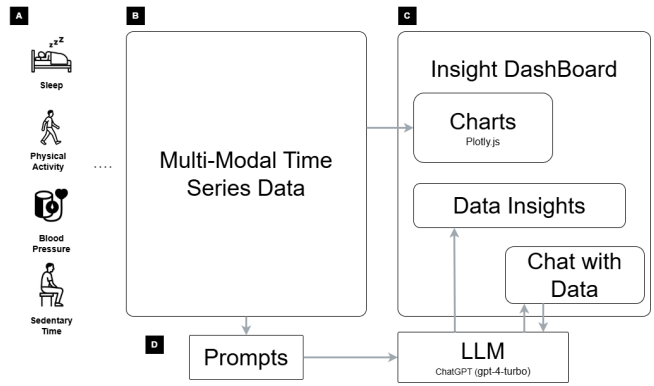 A
zzZ
Sleep
Physical
Activity
....
Blood
Pressure
Sedentary
Time
B
Multi-Modal Time
Series Data
C
Insight DashBoard
Charts
Plotly.js
Data Insights
Chat with
Data
D
Prompts
LLM
ChatGPT (gpt-4-turbo)